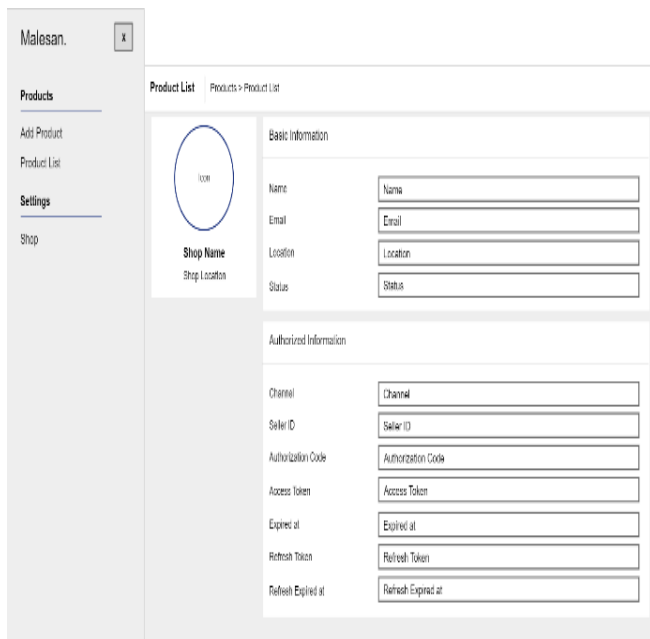 Malesan.
x
Products
Add Product
Product List
Settings
Shop
Product List
Products > Product List
Icon
Shop Name
Shop Location
Basic Information
Name Name
Email Email
Location Location
Status Status
Authorized Information
Channel Channel
Seller ID Seller ID
Authorization Code Authorization Code
Access Token Access Token
Expired at Expired at
Refresh Token Refresh Token
Refresh Expired at Refresh Expired at